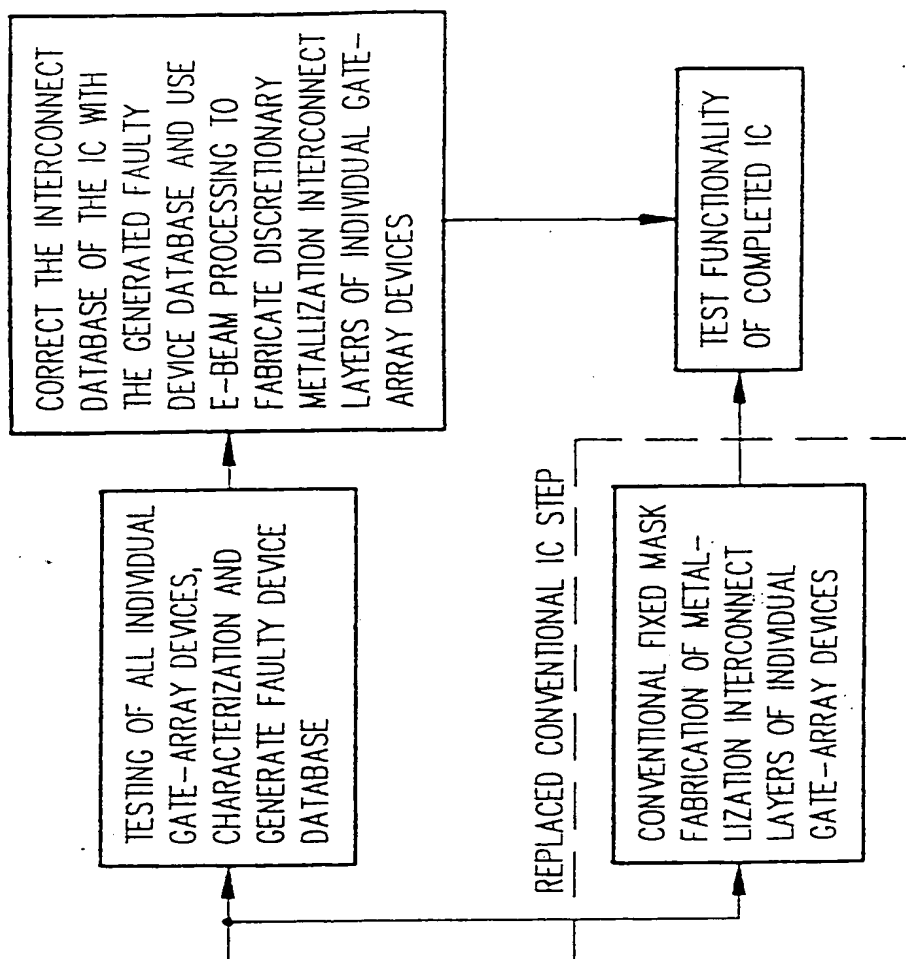 TESTING OF ALL INDIVIDUAL
GATE-ARRAY DEVICES,
CHARACTERIZATION AND
GENERATE FAULTY DEVICE
DATABASE
CORRECT THE INTERCONNECT
DATABASE OF THE IC WITH
THE GENERATED FAULTY
DEVICE DATABASE AND USE
E-BEAM PROCESSING TO
FABRICATE DISCRETIONARY
METALLIZATION INTERCONNECT
LAYERS OF INDIVIDUAL GATE-
ARRAY DEVICES
REPLACED CONVENTIONAL IC STEP
CONVENTIONAL FIXED MASK
FABRICATION OF METAL-
LIZATION INTERCONNECT
LAYERS OF INDIVIDUAL
GATE-ARRAY DEVICES
TEST FUNCTIONALITY
OF COMPLETED IC